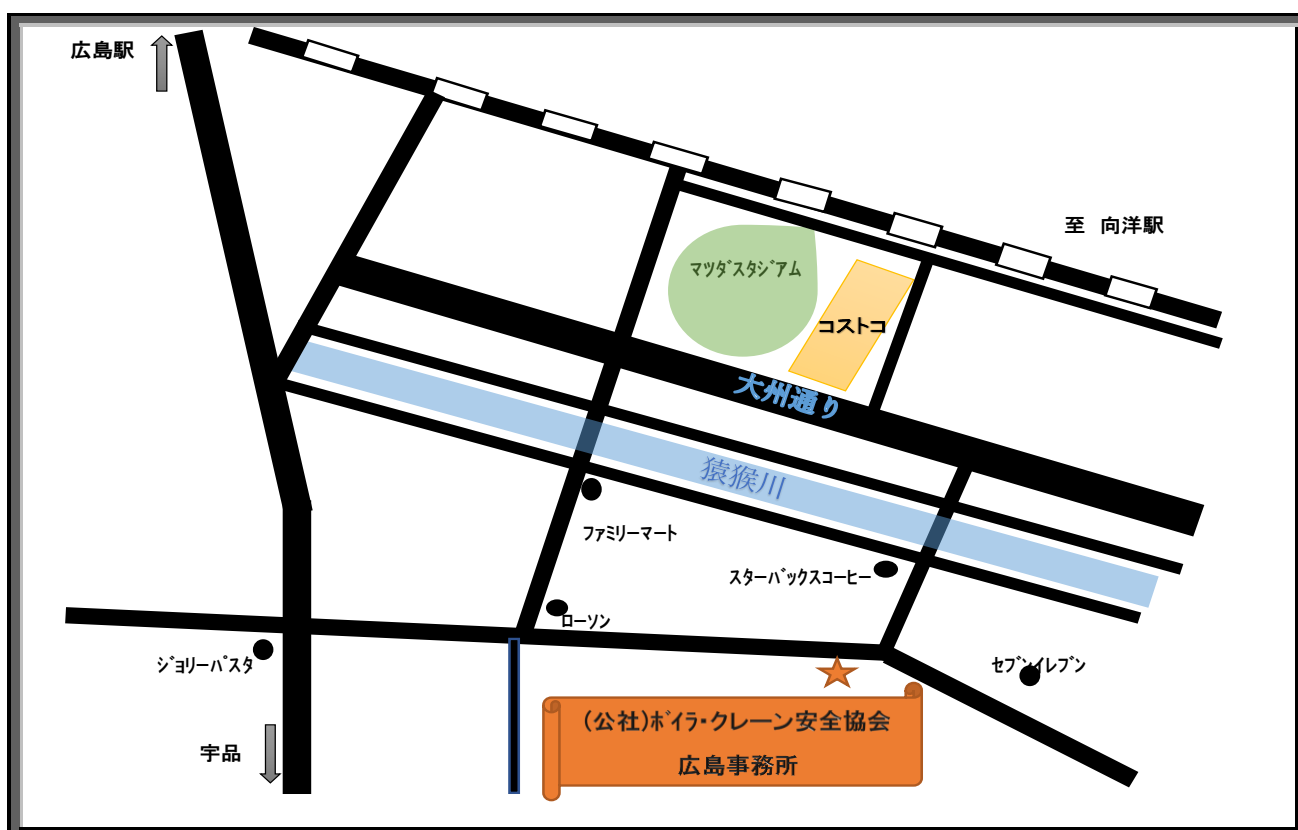 広島駅
至　向洋駅
ﾏﾂﾀﾞｽﾀｼﾞｱﾑ
コストコ
大州通り
猿猴川
ﾌｧﾐﾘｰﾏｰﾄ
ｽﾀｰﾊﾞｯｸｽｺｰﾋｰ
ﾛｰｿﾝ
ｼﾞｮﾘｰﾊﾟｽﾀ
ｾﾌﾞﾝｲﾚﾌﾞﾝ
(公社)ﾎﾞｲﾗ・クレーン安全協会
広島事務所
宇品